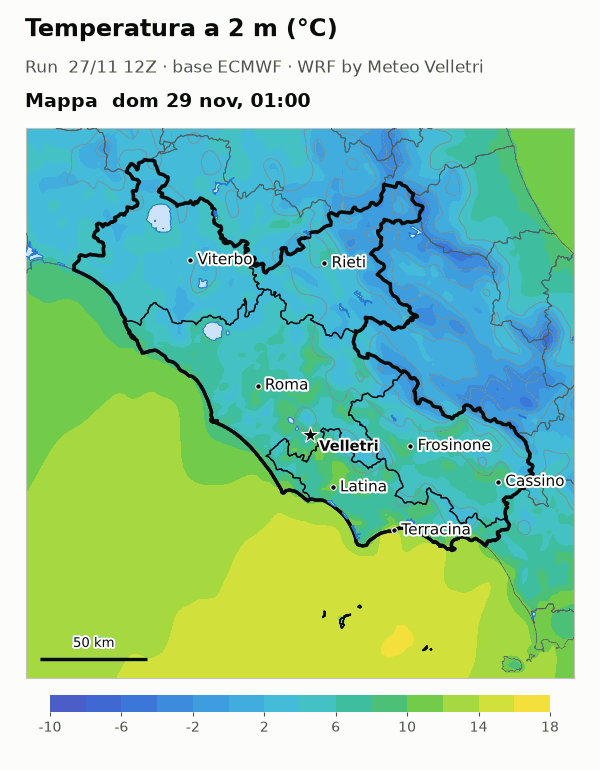 Temperatura a 2 m (°C)
Run 27/11 12Z · base ECMWF · WRF by Meteo Velletri
Mappa dom 29 nov, 01:00
Viterbo
Rieti
Roma
Velletri
Frosinone
Latina
Cassino
Terracina
50 km
-10 -6 -2 2 6 10 14 18